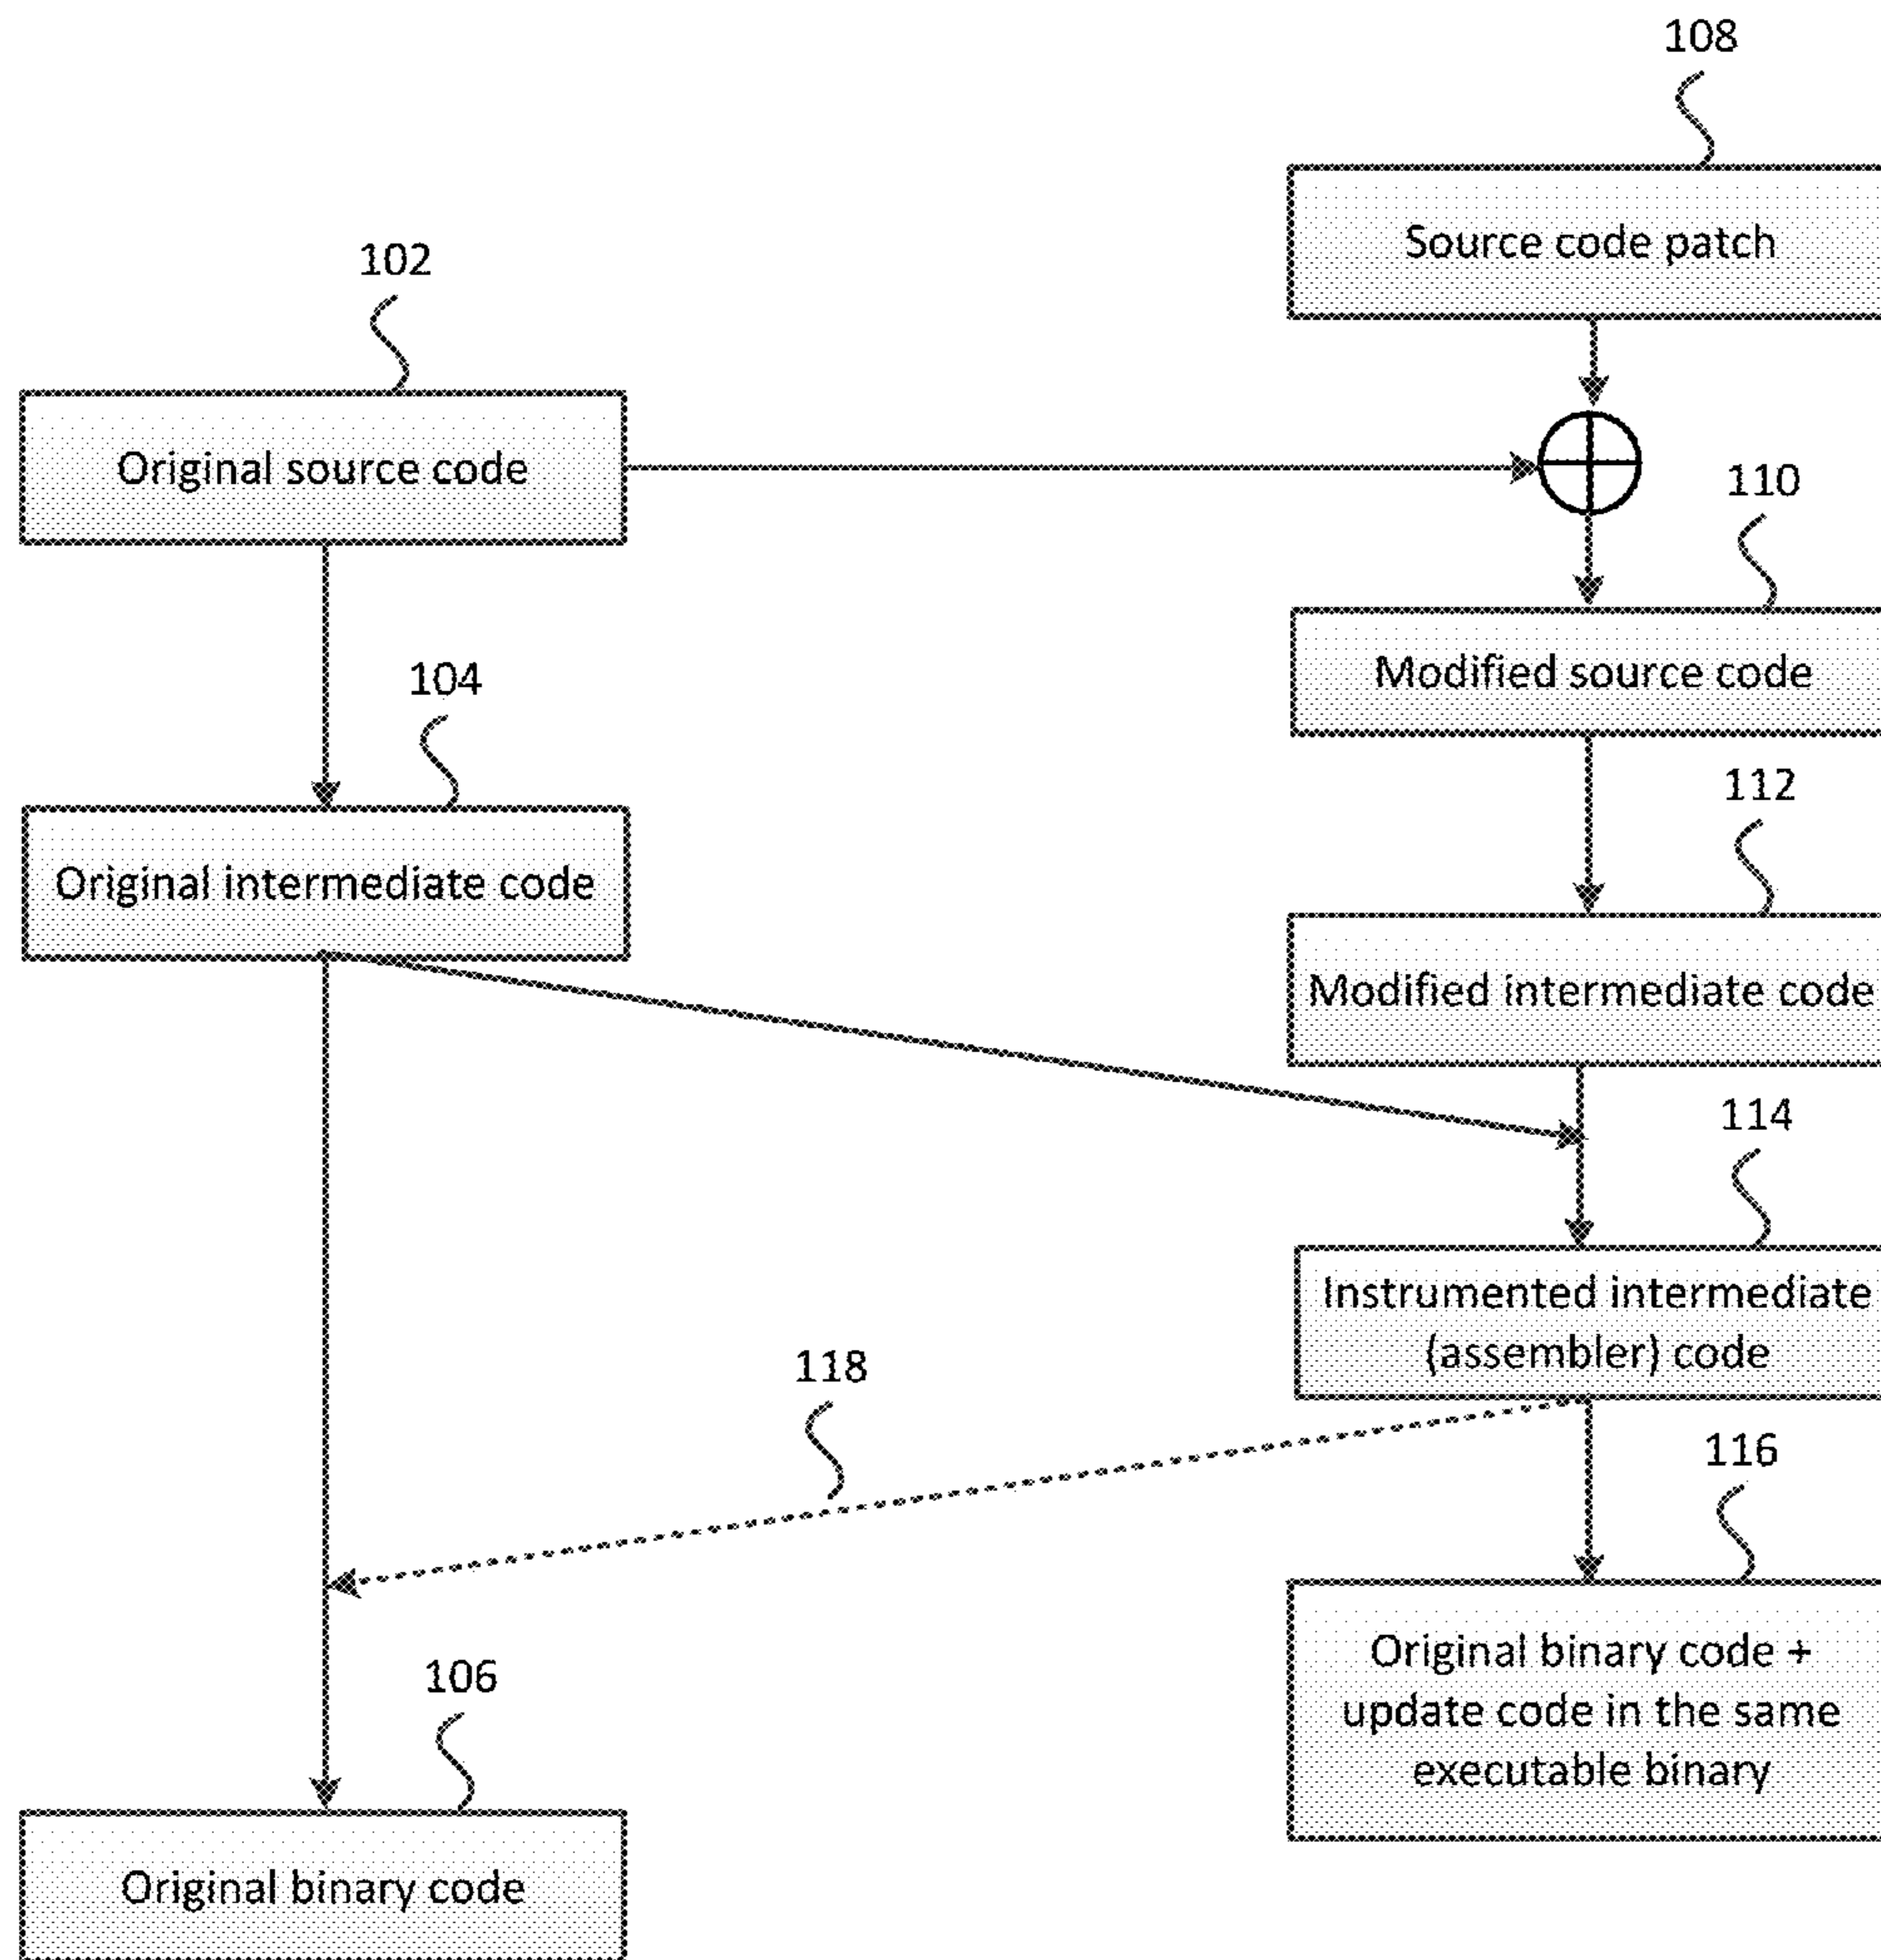 108
Source code patch
102
Original source code
110
Modified source code
104
Original intermediate code
112
Modified intermediate code
114
Instrumented intermediate
(assembler) code
118
116
Original binary code +
update code in the same
executable binary
106
Original binary code